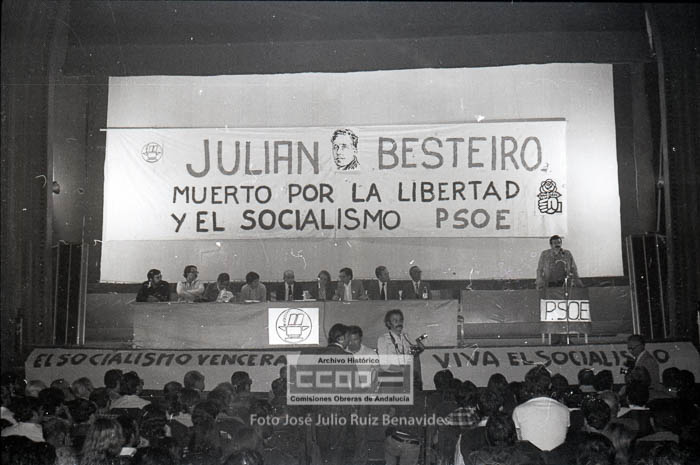 JULIAN BESTEIRO
MUERTO POR LA LIBERTAD
Y EL SOCIALISMO PSOE
PSOE
EL SOCIALISMO VENCERA
VIVA EL SOCIALISMO
Archivo Histórico
CCOO
Comisiones Obreras de Andalucía
Foto José Julio Ruiz Benavides